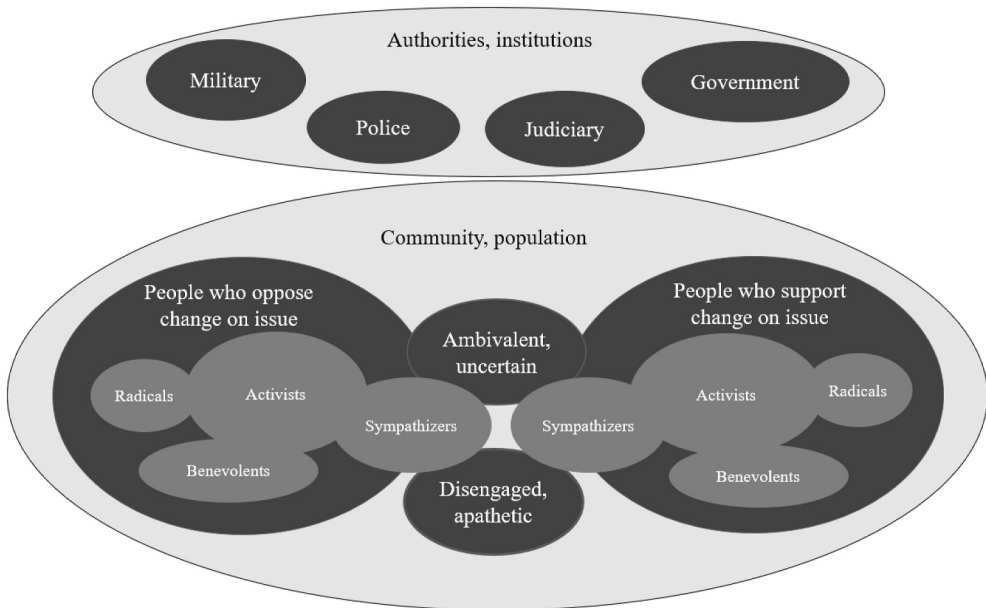 Authorities, institutions
Military
Government
Police
Judiciary
Community, population
People who oppose
change on issue
People who support
change on issue
Ambivalent,
uncertain
Radicals
Activists
Sympathizers
Benevolents
Sympathizers
Activists
Radicals
Benevolents
Disengaged,
apathetic